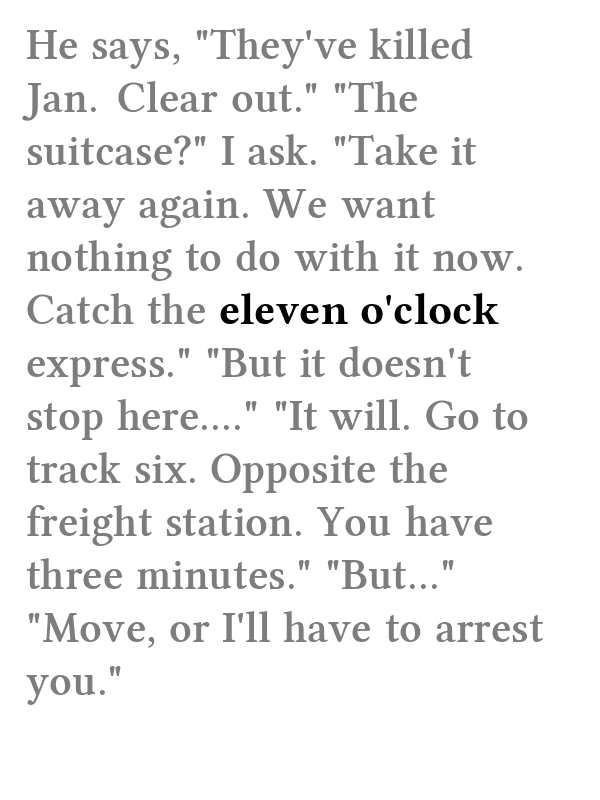 He says, "They've killed
Jan.  Clear out." "The
suitcase?" I ask. "Take it
away again. We want
nothing to do with it now.
Catch the eleven o'clock
express." "But it doesn't
stop here...." "It will. Go to
track six. Opposite the
freight station. You have
three minutes." "But..."
"Move, or I'll have to arrest
you."